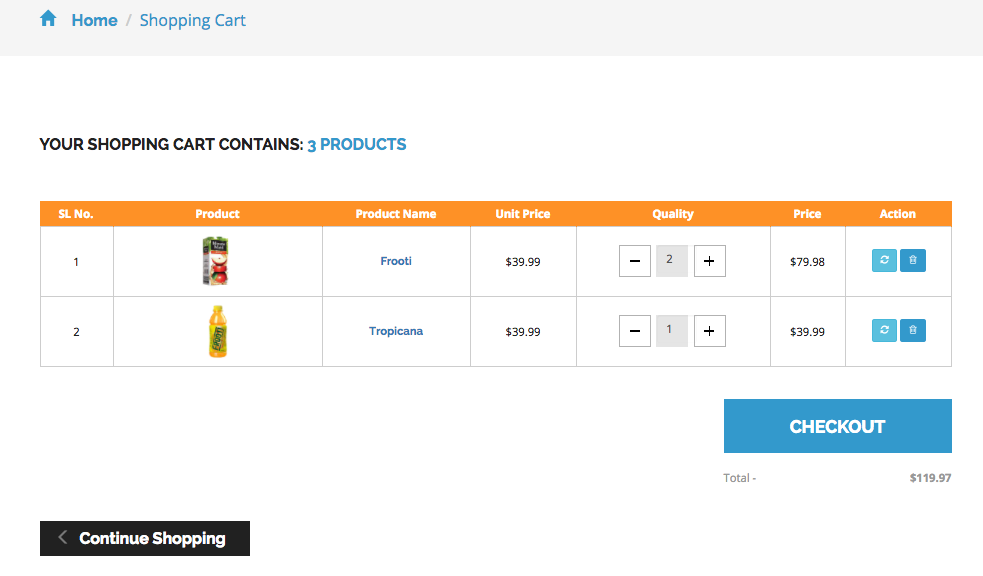 Home / Shopping Cart
YOUR SHOPPING CART CONTAINS: 3 PRODUCTS
SL No. Product Product Name Unit Price Quality Price Action
1 Frooti $39.99 − 2 + $79.98
2 FROOTI Tropicana $39.99 − 1 + $39.99
CHECKOUT
Total - $119.97
Continue Shopping